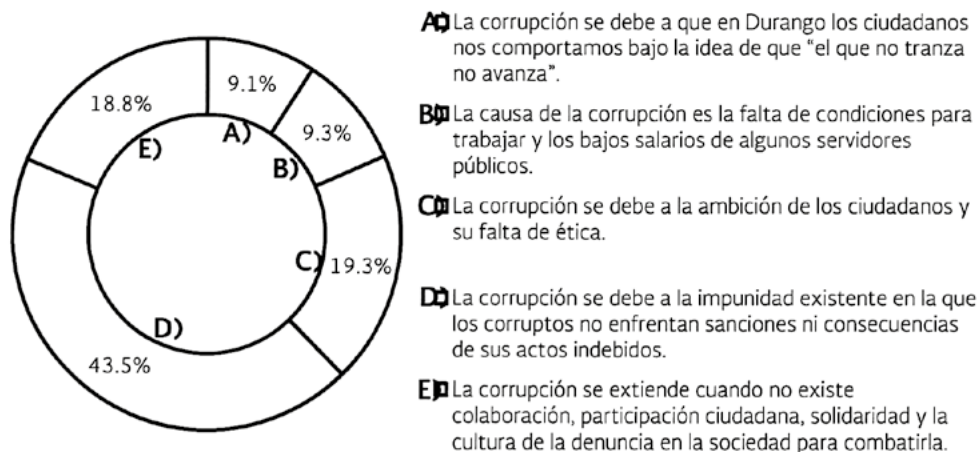 9.1%
A)
9.3%
B)
19.3%
C)
43.5%
D)
18.8%
E)
A) La corrupción se debe a que en Durango los ciudadanos
nos comportamos bajo la idea de que “el que no tranza
no avanza”.
B) La causa de la corrupción es la falta de condiciones para
trabajar y los bajos salarios de algunos servidores
públicos.
C) La corrupción se debe a la ambición de los ciudadanos y
su falta de ética.
D) La corrupción se debe a la impunidad existente en la que
los corruptos no enfrentan sanciones ni consecuencias
de sus actos indebidos.
E) La corrupción se extiende cuando no existe
colaboración, participación ciudadana, solidaridad y la
cultura de la denuncia en la sociedad para combatirla.